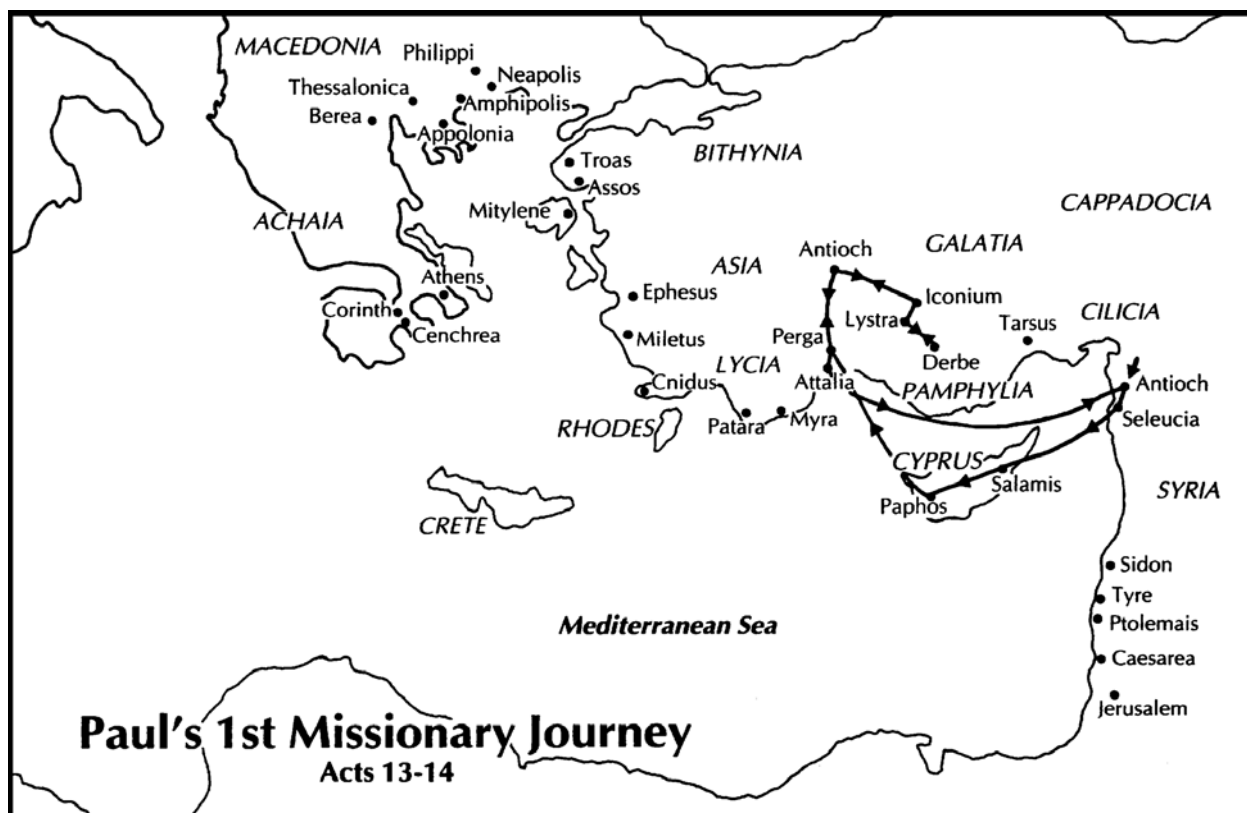 MACEDONIA
Philippi
Neapolis
Thessalonica
Amphipolis
Berea
Appolonia
BITHYNIA
Troas
Assos
CAPPADOCIA
Mitylene
ACHAIA
GALATIA
Antioch
ASIA
Athens
Ephesus
Iconium
Corinth
CILICIA
Lystra
Tarsus
Cenchrea
Miletus
Perga
Derbe
LYCIA
Cnidus
Attalia
PAMPHYLIA
Antioch
Patara
Myra
Seleucia
RHODES
CYPRUS
Salamis
SYRIA
Paphos
CRETE
Sidon
Tyre
Mediterranean Sea
Ptolemais
Caesarea
Jerusalem
Paul's 1st Missionary Journey
Acts 13-14